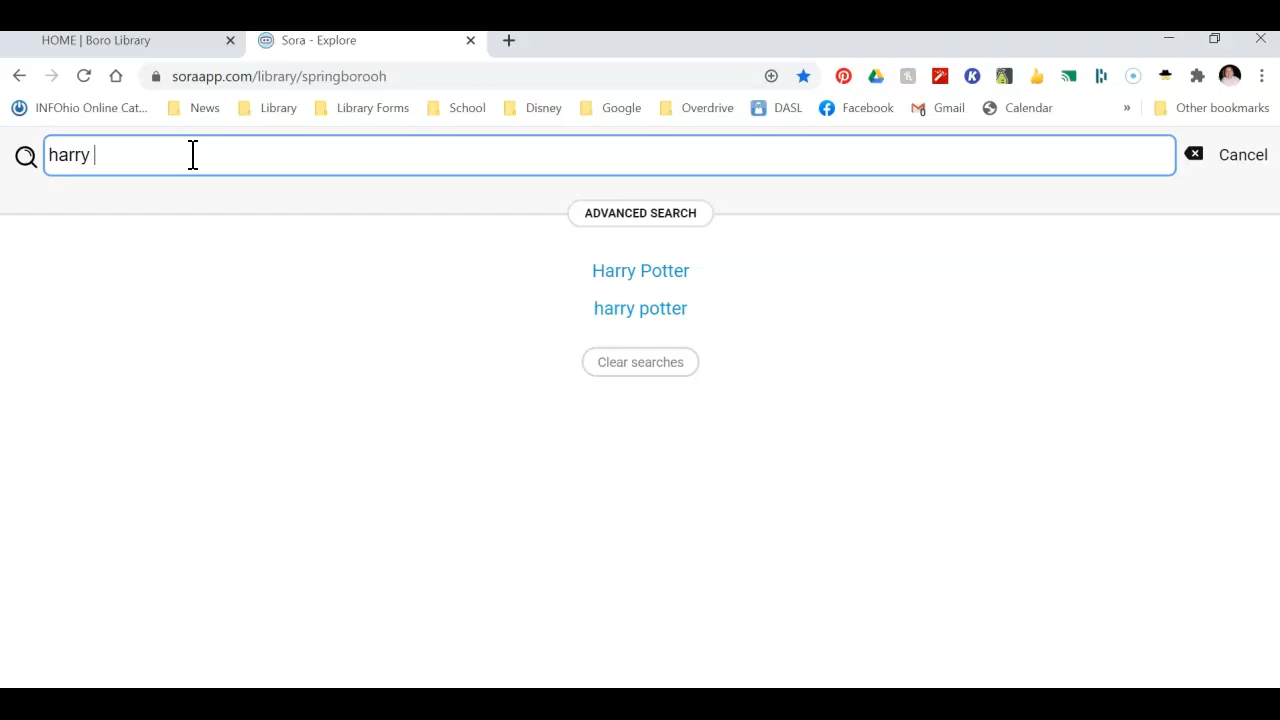 HOME | Boro Library
Sora - Explore
soraapp.com/library/springborooh
INFOhio Online Cat... News Library Library Forms School Disney Google Overdrive DASL Facebook Gmail Calendar » Other bookmarks
harry
Cancel
ADVANCED SEARCH
Harry Potter
harry potter
Clear searches